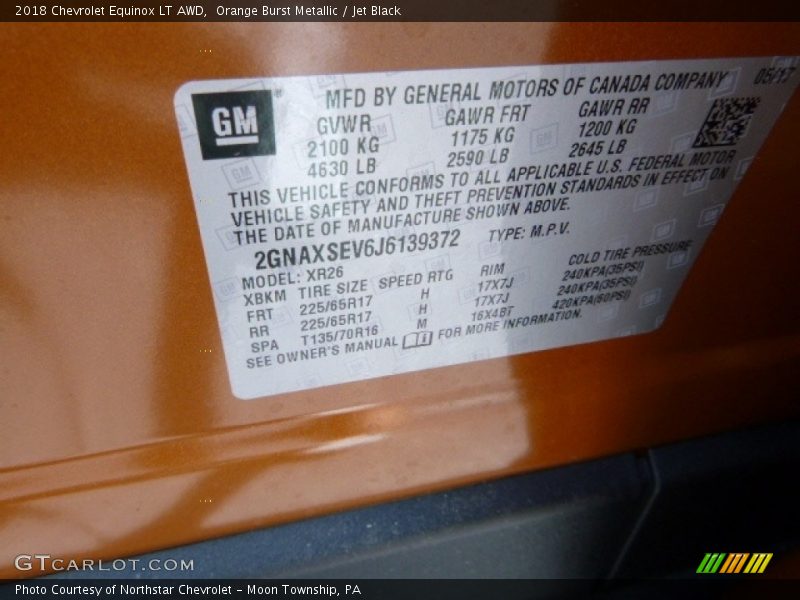 2018 Chevrolet Equinox LT AWD, Orange Burst Metallic / Jet Black
GM
MFD BY GENERAL MOTORS OF CANADA COMPANY 05/17
GVWR GAWR FRT GAWR RR
2100 KG 1175 KG 1200 KG
4630 LB 2590 LB 2645 LB
THIS VEHICLE CONFORMS TO ALL APPLICABLE U.S. FEDERAL MOTOR
VEHICLE SAFETY AND THEFT PREVENTION STANDARDS IN EFFECT ON
THE DATE OF MANUFACTURE SHOWN ABOVE.
2GNAXSEV6J6139372 TYPE: M.P.V.
MODEL: XR26
XBKM TIRE SIZE SPEED RTG RIM COLD TIRE PRESSURE
FRT 225/65R17 H 17X7J 240KPA(35PSI)
RR 225/65R17 H 17X7J 240KPA(35PSI)
SPA T135/70R16 M 16X4BT 420KPA(60PSI)
SEE OWNER'S MANUAL FOR MORE INFORMATION.
GTCARLOT.COM
Photo Courtesy of Northstar Chevrolet - Moon Township, PA